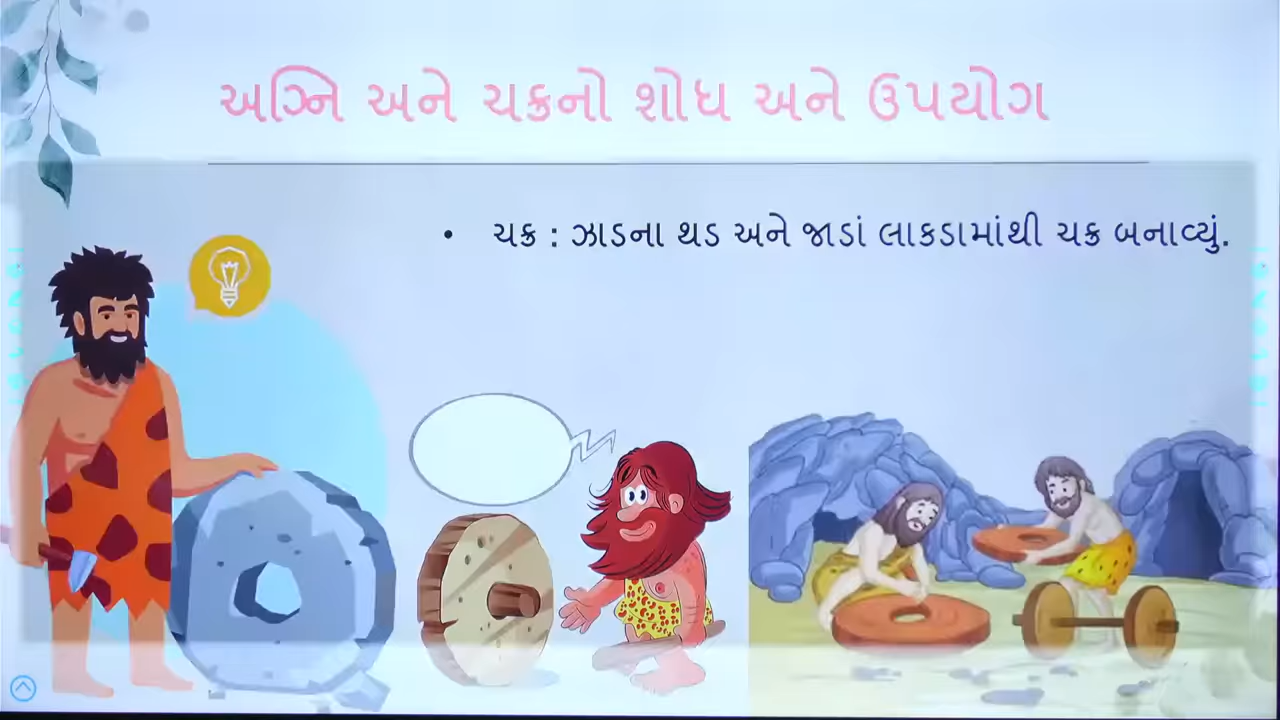 અગ્નિ અને ચક્રનો શોધ અને ઉપયોગ
• ચક્ર : ઝાડના થડ અને જાડાં લાકડામાંથી ચક્ર બનાવ્યું.